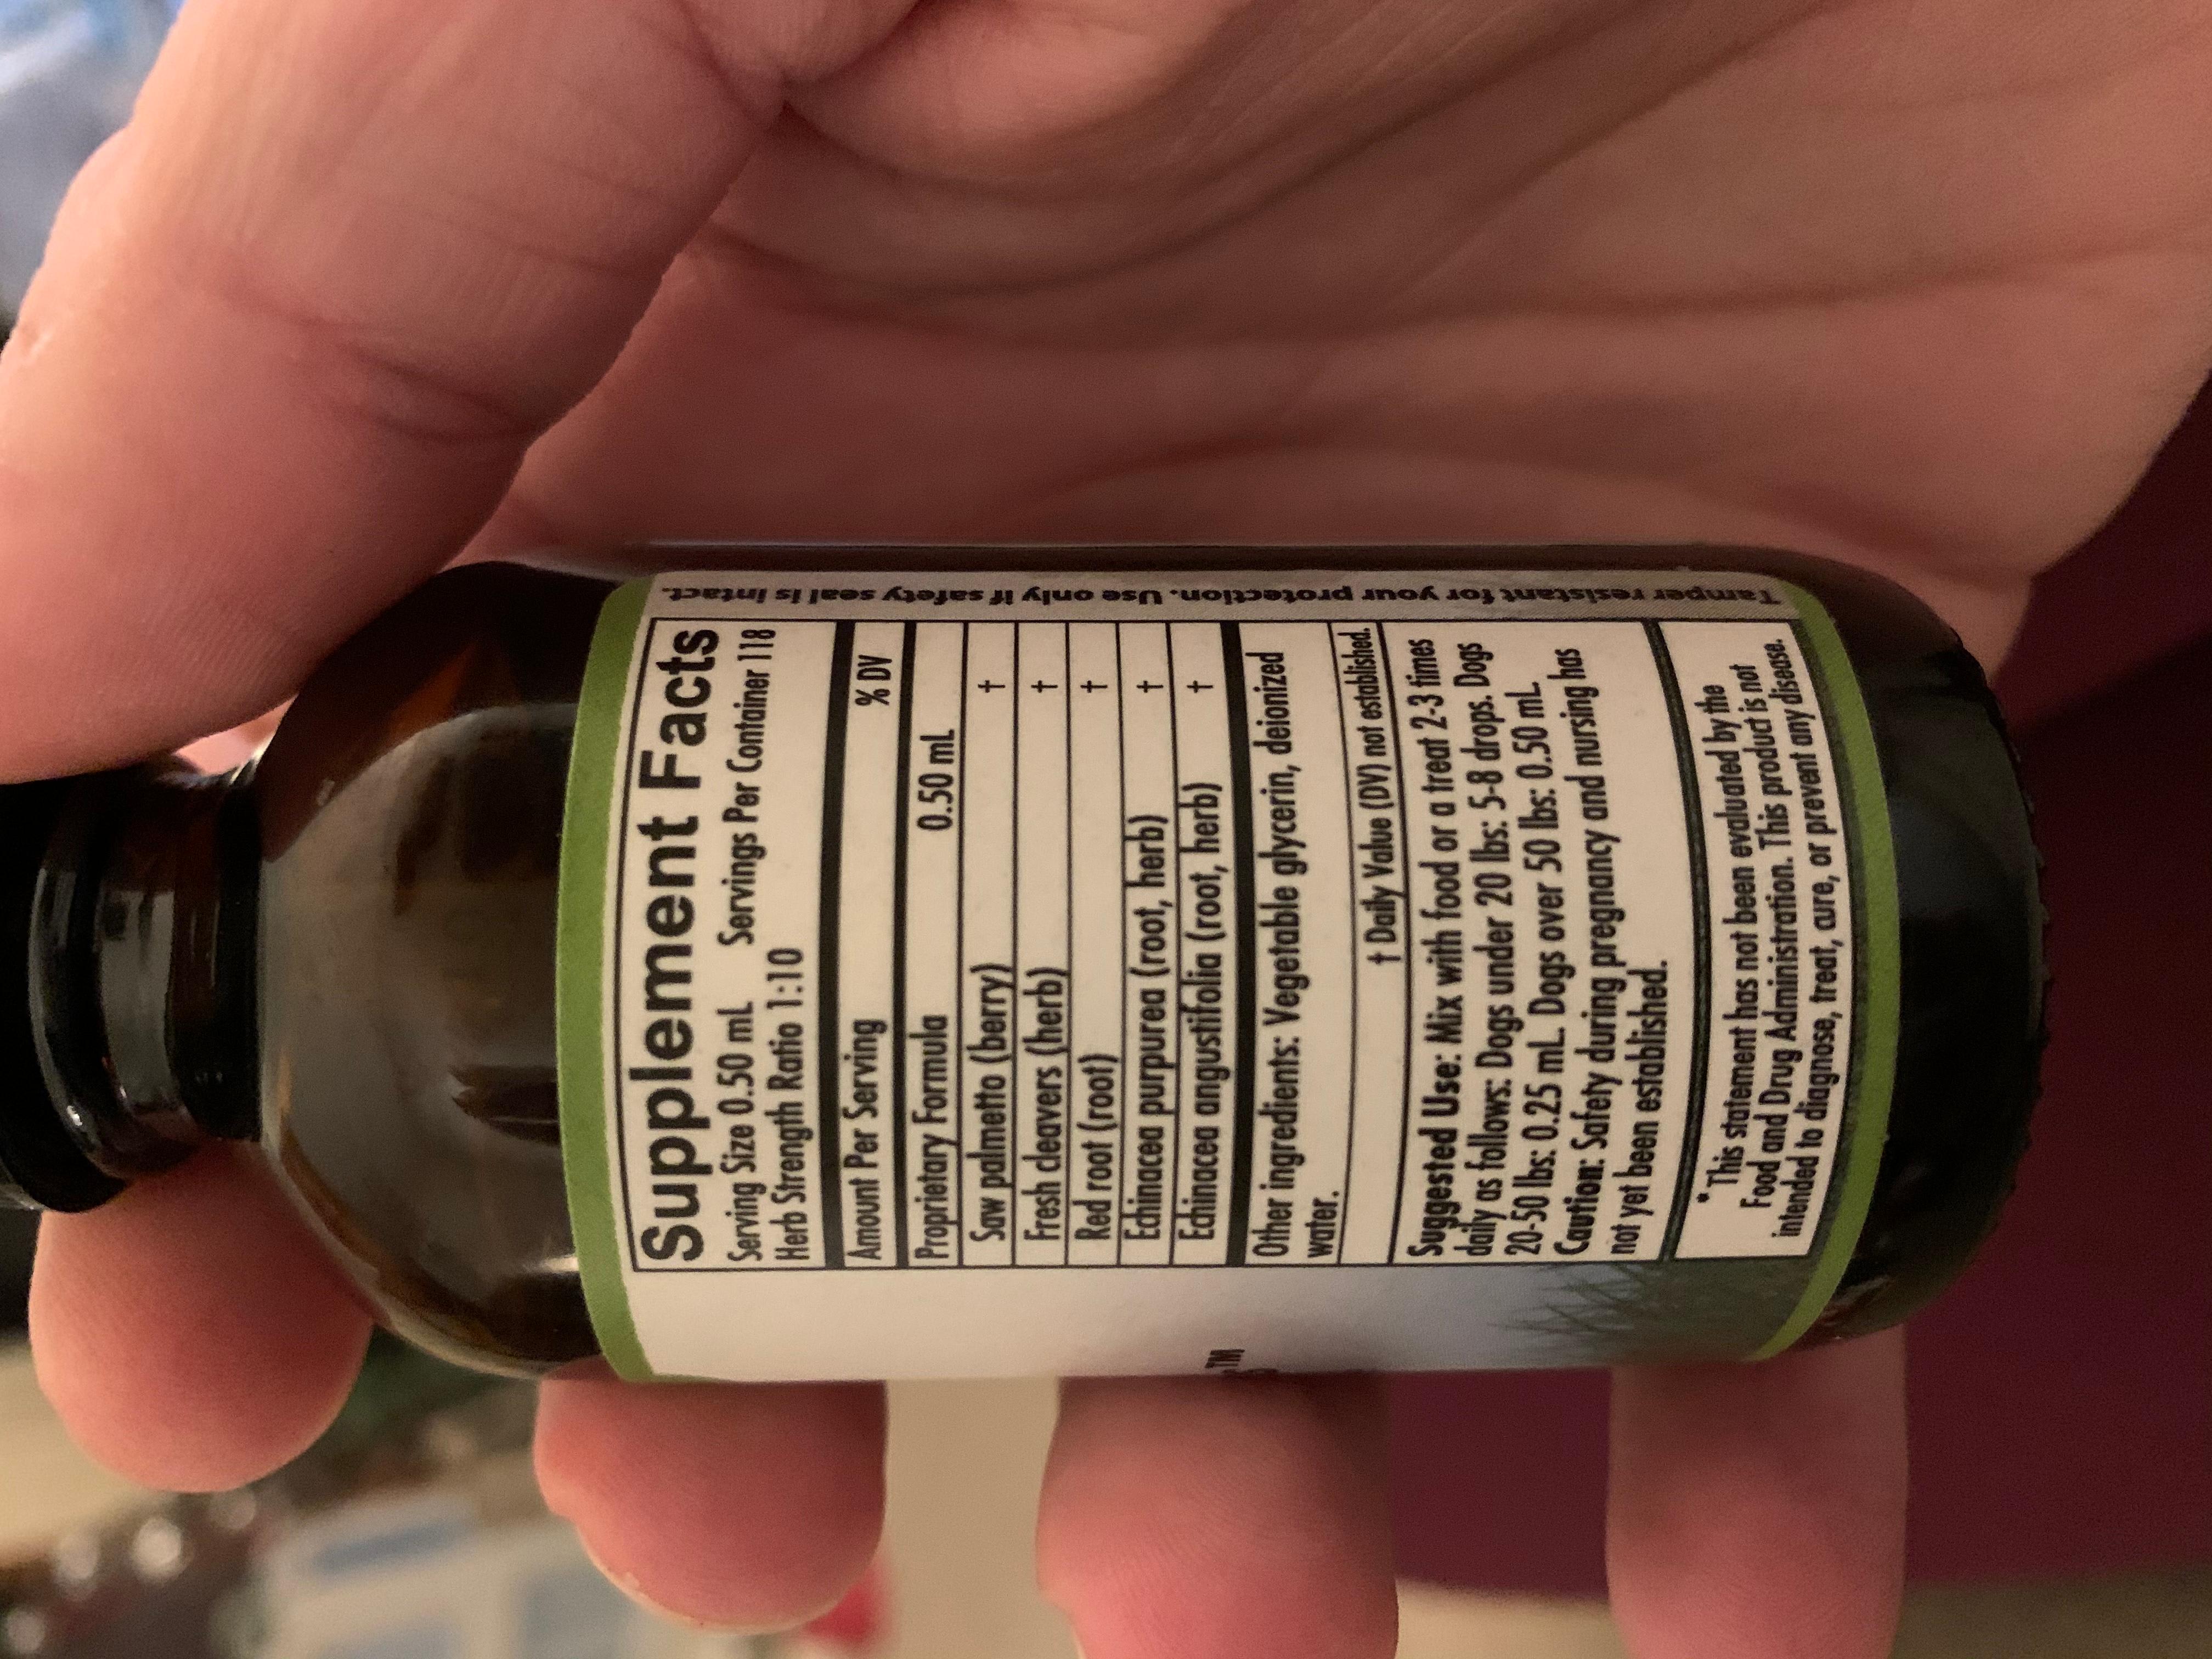 Supplement Facts
Serving Size 0.50 mL Servings Per Container 118
Herb Strength Ratio 1:10
Amount Per Serving % DV
Proprietary Formula 0.50 mL
Saw palmetto (berry) †
Fresh cleavers (herb) †
Red root (root) †
Echinacea purpurea (root, herb) †
Echinacea angustifolia (root, herb) †
Other ingredients: Vegetable glycerin, deionized
water.
† Daily Value (DV) not established.
Suggested Use: Mix with food or a treat 2-3 times
daily as follows: Dogs under 20 lbs: 5-8 drops. Dogs
20-50 lbs: 0.25 mL. Dogs over 50 lbs: 0.50 mL.
Caution: Safety during pregnancy and nursing has
not yet been established.
*This statement has not been evaluated by the
Food and Drug Administration. This product is not
intended to diagnose, treat, cure, or prevent any disease.
Tamper resistant for your protection. Use only if safety seal is intact.